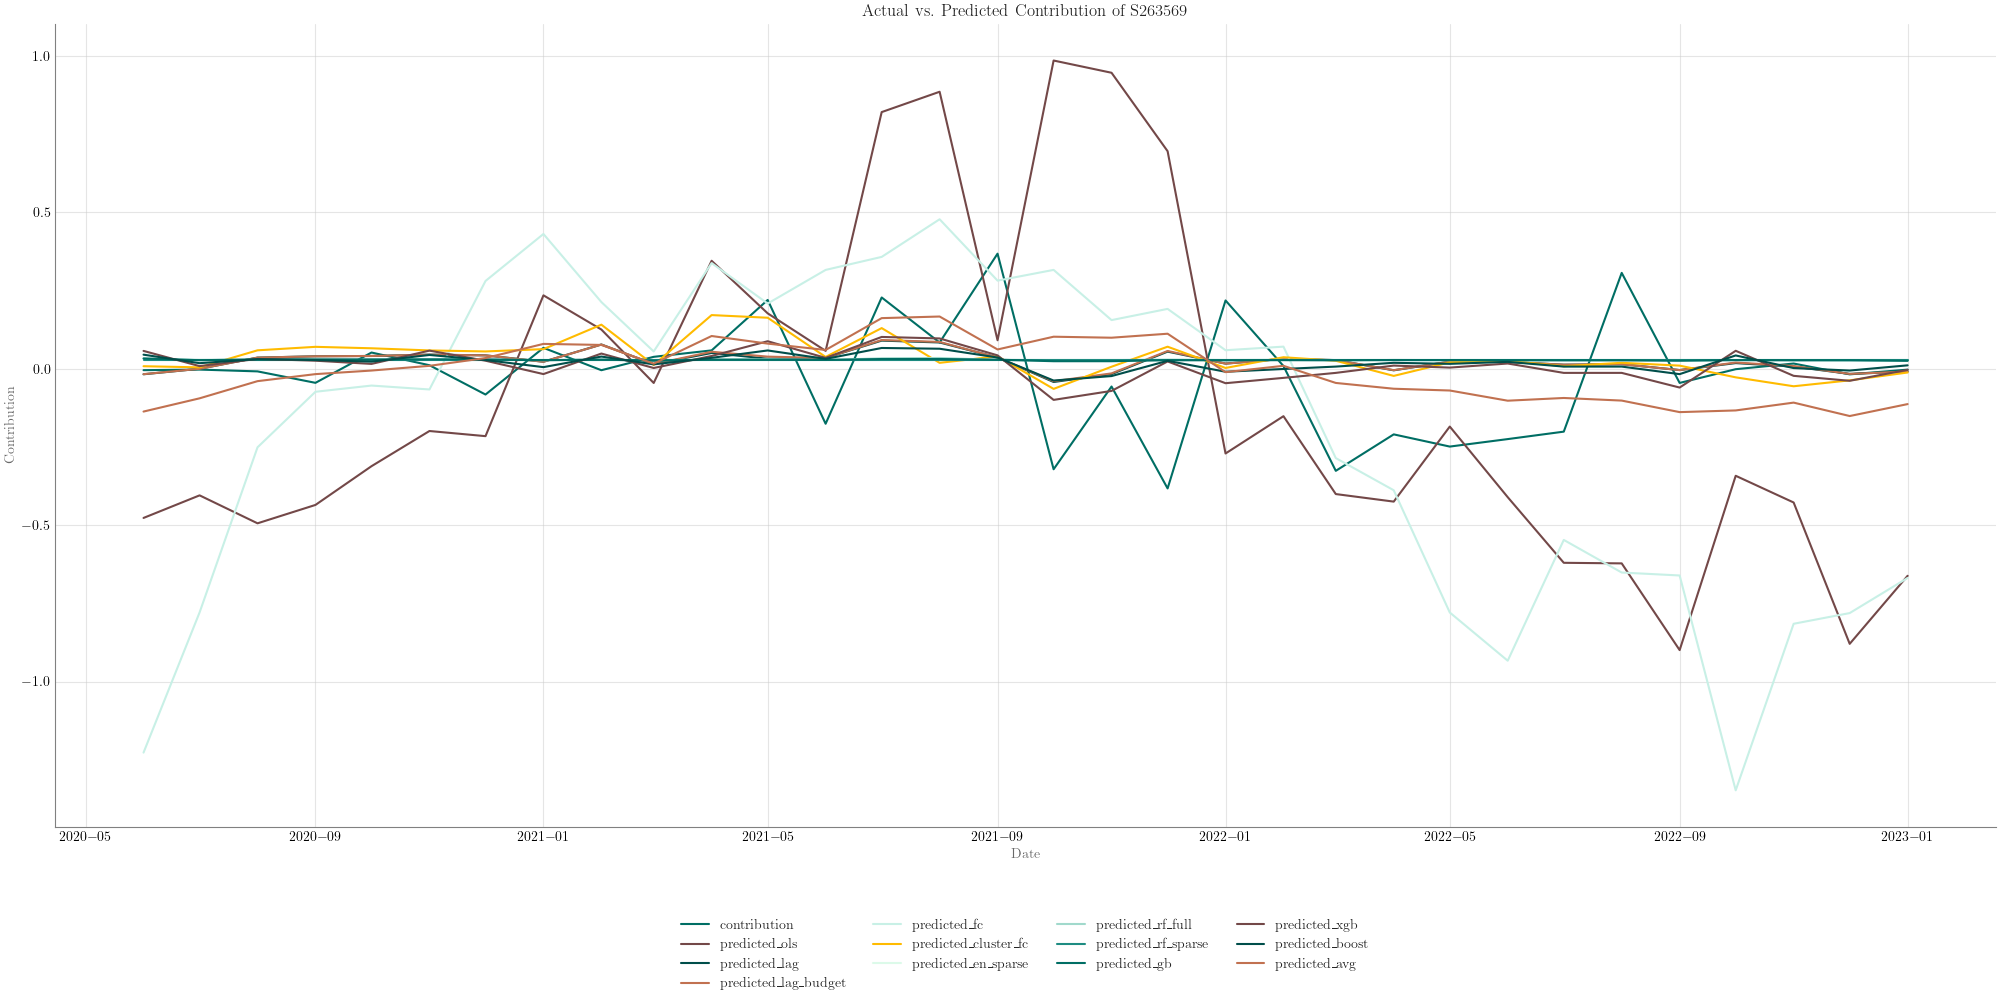 Actual vs. Predicted Contribution of S263569
1.0
0.5
0.0
−0.5
−1.0
Contribution
2020−05
2020−09
2021−01
2021−05
2021−09
2022−01
2022−05
2022−09
2023−01
Date
contribution
predicted_ols
predicted_lag
predicted_lag_budget
predicted_fc
predicted_cluster_fc
predicted_en_sparse
predicted_rf_full
predicted_rf_sparse
predicted_gb
predicted_xgb
predicted_boost
predicted_avg